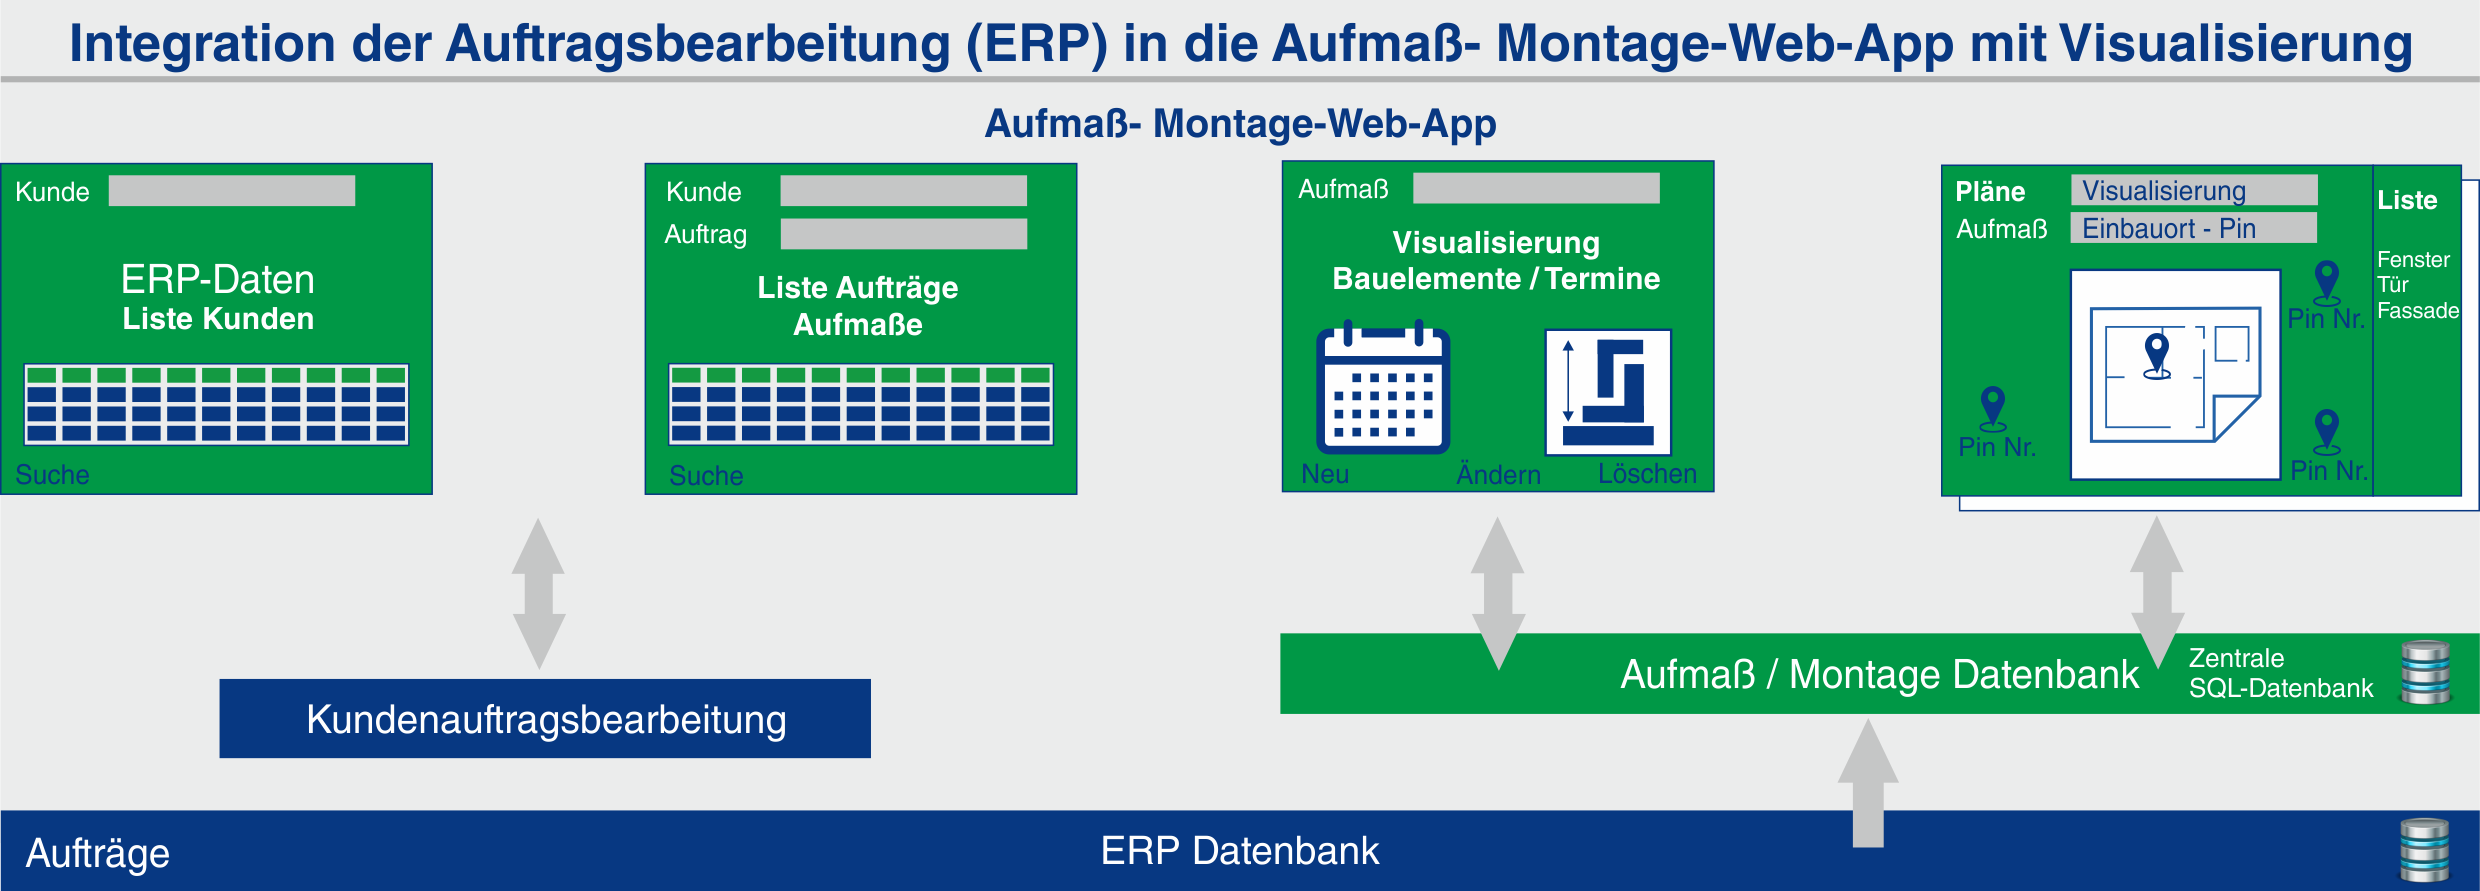 Integration der Auftragsbearbeitung (ERP) in die Aufmaß- Montage-Web-App mit Visualisierung
Aufmaß- Montage-Web-App
Kunde
ERP-Daten
Liste Kunden
Suche
Kunde
Auftrag
Liste Aufträge
Aufmaße
Suche
Aufmaß
Visualisierung
Bauelemente / Termine
Neu
Ändern
Löschen
Pläne
Visualisierung
Aufmaß
Einbauort - Pin
Pin Nr.
Pin Nr.
Pin Nr.
Liste
Fenster
Tür
Fassade
Kundenauftragsbearbeitung
Aufmaß / Montage Datenbank
Zentrale
SQL-Datenbank
Aufträge
ERP Datenbank